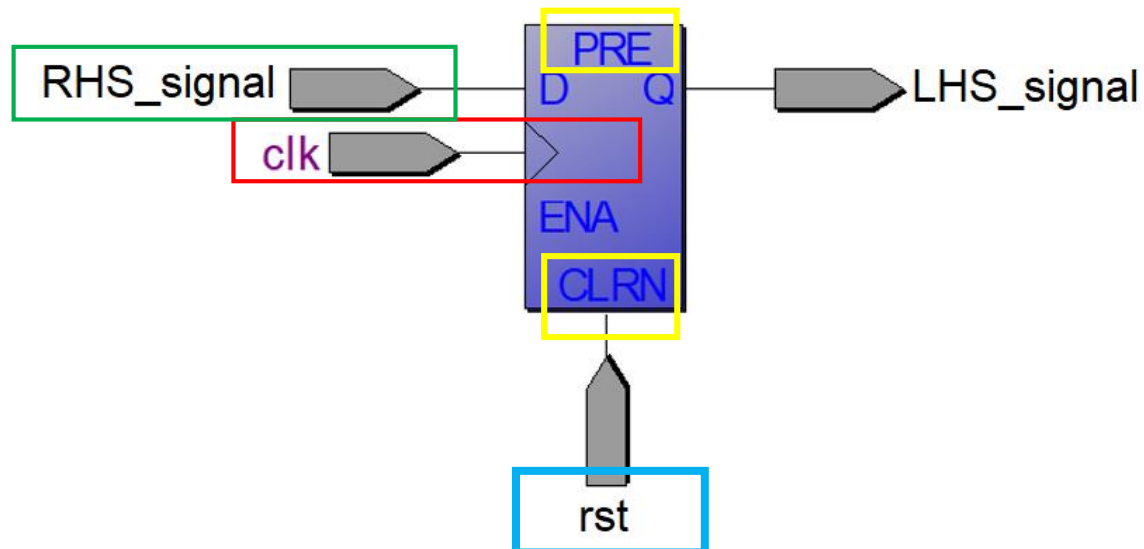 PRE
RHS_signal
D
Q
LHS_signal
clk
ENA
CLRN
rst